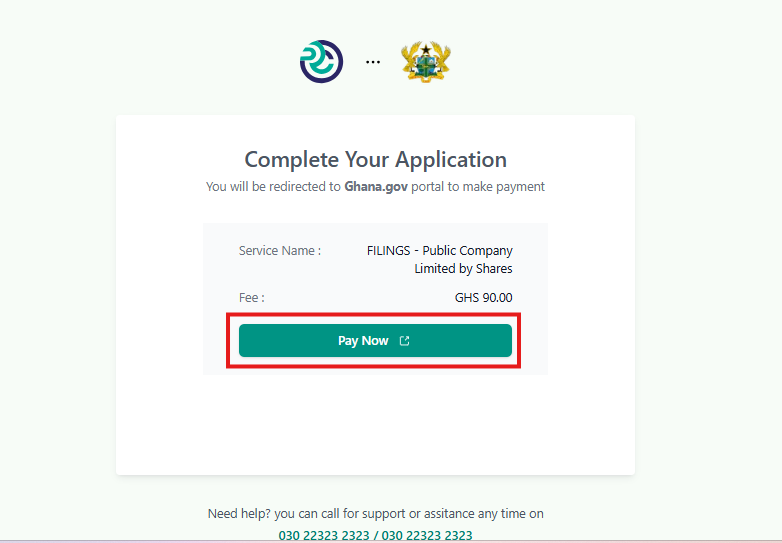 Complete Your Application
You will be redirected to Ghana.gov portal to make payment
Service Name :
FILINGS - Public Company
Limited by Shares
Fee :
GHS 90.00
Pay Now
Need help? you can call for support or assitance any time on
030 22323 2323 / 030 22323 2323